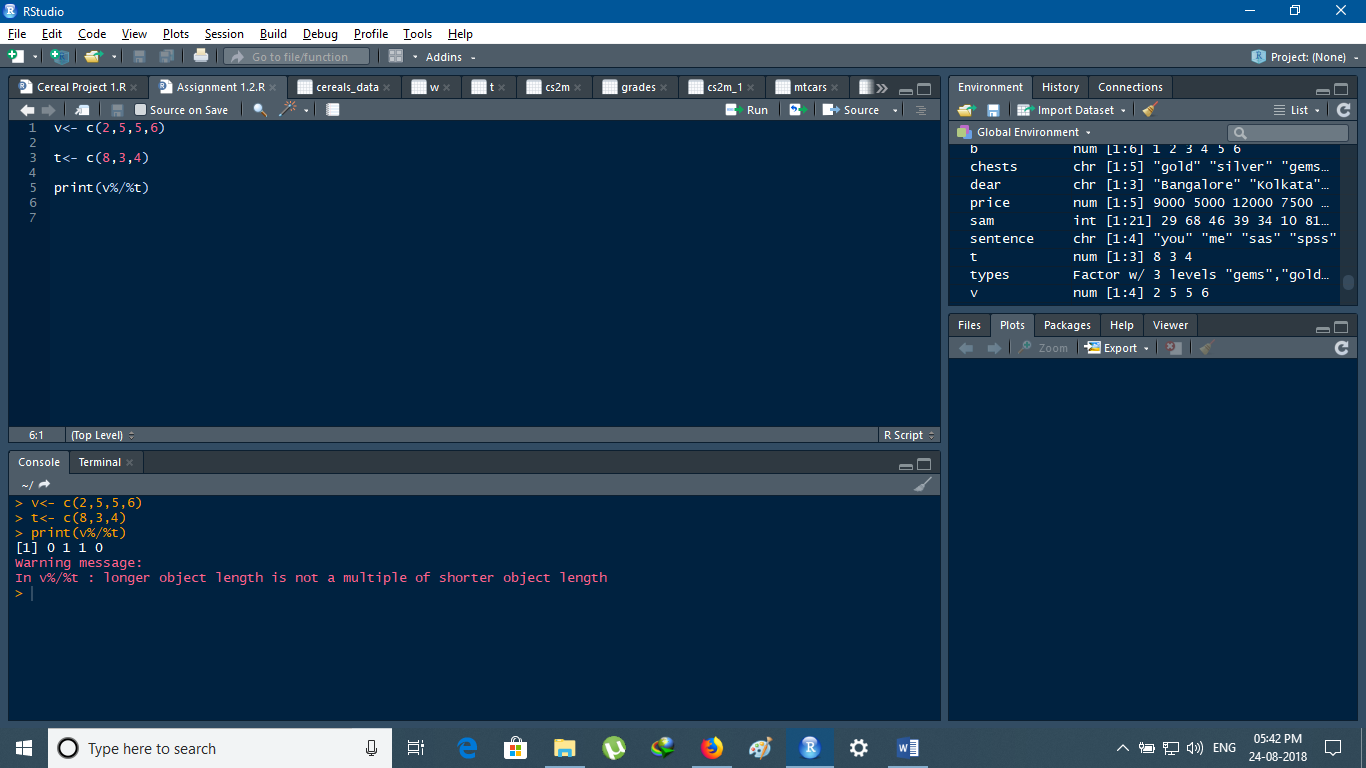 RStudio
File Edit Code View Plots Session Build Debug Profile Tools Help
Go to file/function Addins Project: (None)
Cereal Project 1.R Assignment 1.2.R cereals_data w t cs2m grades cs2m_1 mtcars
Source on Save Run Source
1 v<- c(2,5,5,6)
2
3 t<- c(8,3,4)
4
5 print(v%/%t)
6
7
6:1 (Top Level) R Script
Console Terminal
~/
> v<- c(2,5,5,6)
> t<- c(8,3,4)
> print(v%/%t)
[1] 0 1 1 0
Warning message:
In v%/%t : longer object length is not a multiple of shorter object length
>
Environment History Connections
Import Dataset List
Global Environment
b num [1:6] 1 2 3 4 5 6
chests chr [1:5] "gold" "silver" "gems…
dear chr [1:3] "Bangalore" "Kolkata"…
price num [1:5] 9000 5000 12000 7500 …
sam int [1:21] 29 68 46 39 34 10 81…
sentence chr [1:4] "you" "me" "sas" "spss"
t num [1:3] 8 3 4
types Factor w/ 3 levels "gems","gold…
v num [1:4] 2 5 5 6
Files Plots Packages Help Viewer
Zoom Export
Type here to search
ENG
05:42 PM
24-08-2018